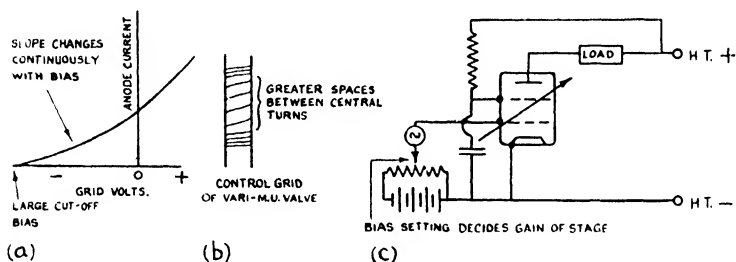 SLOPE CHANGES
CONTINUOUSLY
WITH BIAS
ANODE CURRENT
−
0
+
GRID VOLTS.
LARGE CUT-OFF
BIAS
(a)
GREATER SPACES
BETWEEN CENTRAL
TURNS
CONTROL GRID
OF VARI-M.U. VALVE
(b)
LOAD
H.T. +
H.T. −
BIAS SETTING DECIDES GAIN OF STAGE
(c)